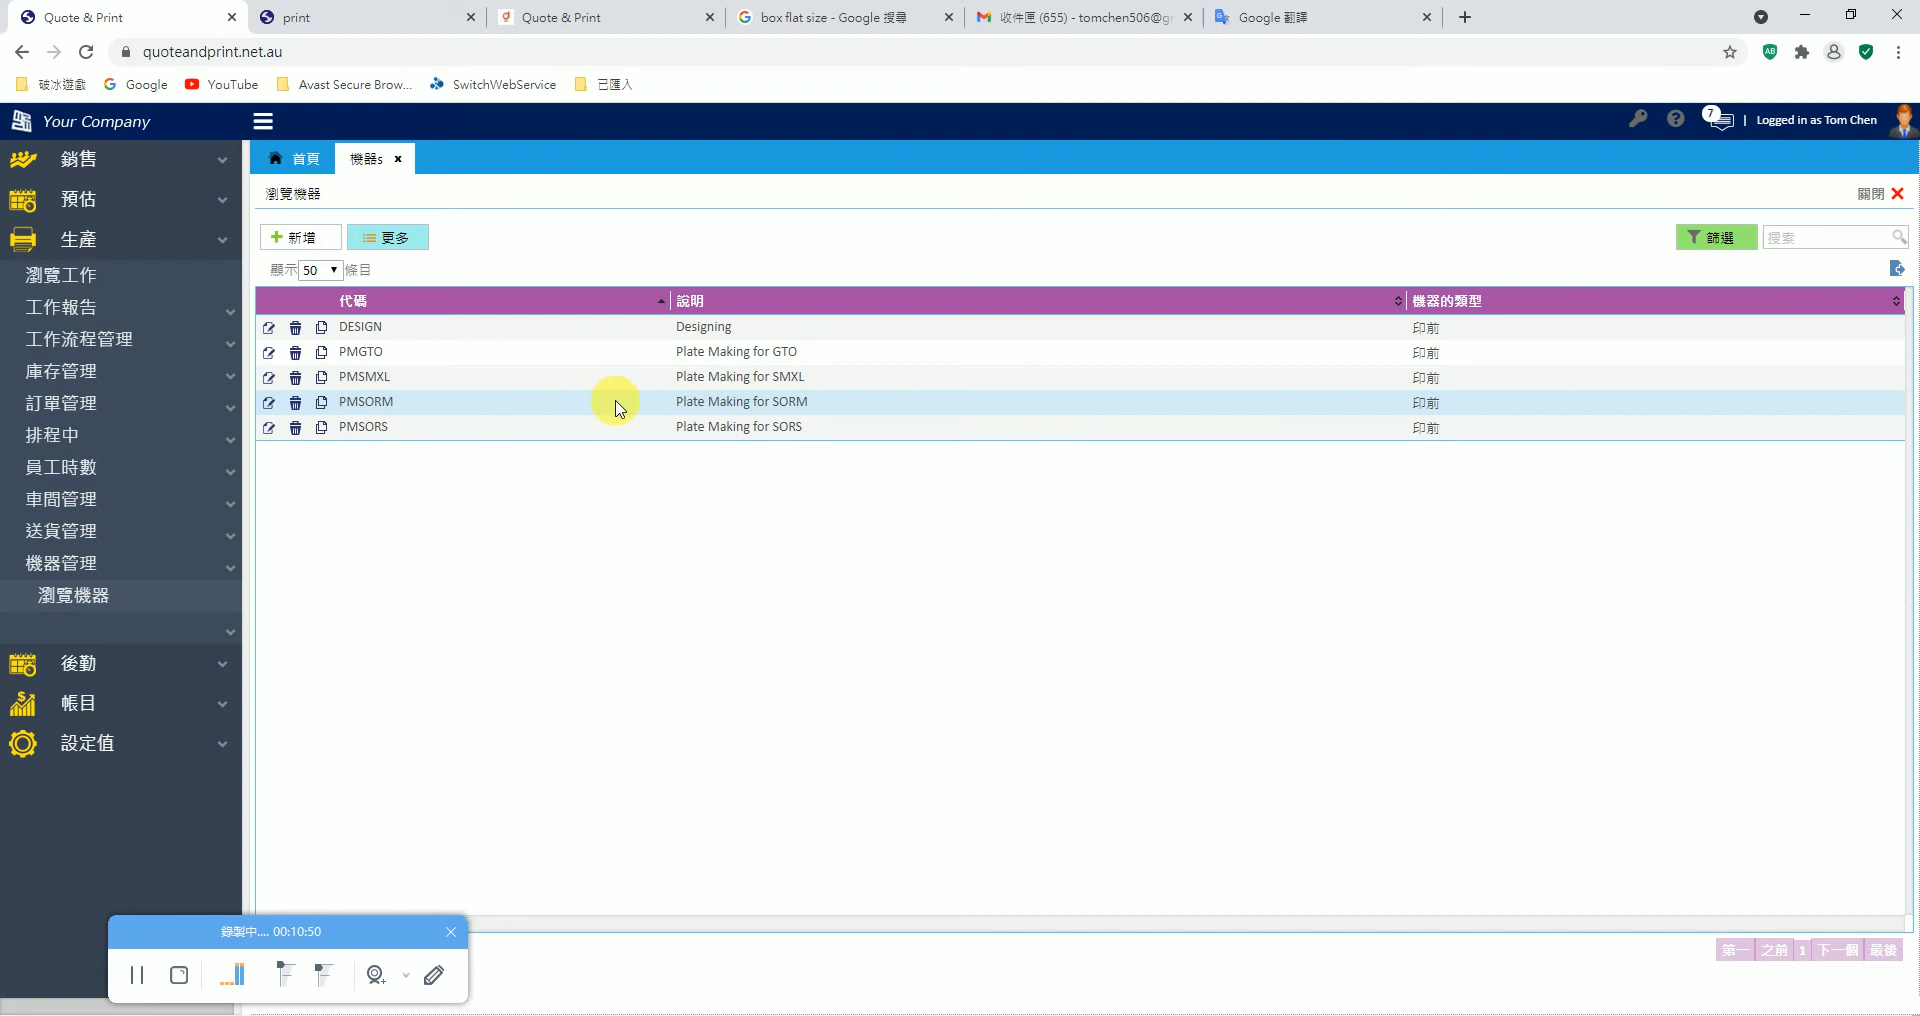 Quote & Print
print
Quote & Print
box flat size - Google 搜尋
收件匣 (655) - tomchen506@gr
Google 翻譯
quoteandprint.net.au
破冰遊戲
Google
YouTube
Avast Secure Brow...
SwitchWebService
已匯入
Your Company
7
Logged in as Tom Chen
銷售
預估
生產
瀏覽工作
工作報告
工作流程管理
庫存管理
訂單管理
排程中
員工時數
車間管理
送貨管理
機器管理
瀏覽機器
後勤
帳目
設定值
首頁
機器s
瀏覽機器
關閉
新增
更多
篩選
搜索
顯示 50 條目
代碼 說明 機器的類型
DESIGN Designing 印前
PMGTO Plate Making for GTO 印前
PMSMXL Plate Making for SMXL 印前
PMSORM Plate Making for SORM 印前
PMSORS Plate Making for SORS 印前
第一 之前 1 下一個 最後
錄製中.... 00:10:50